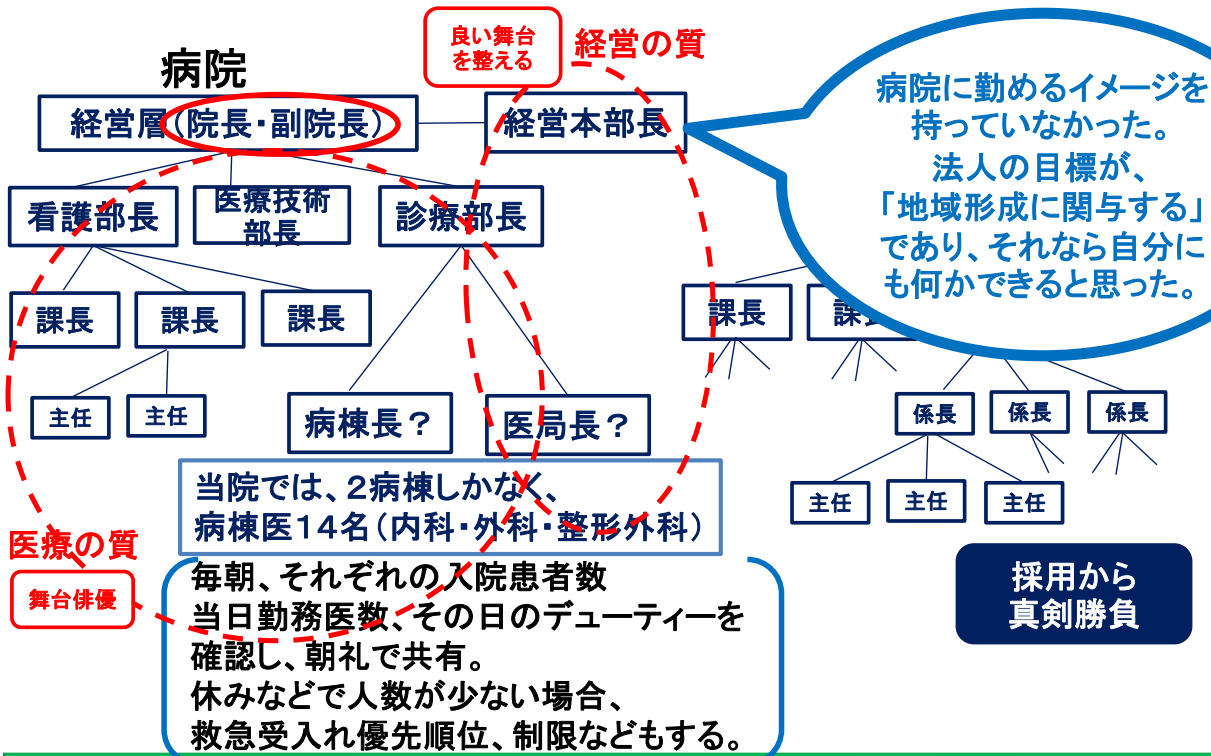 病院
良い舞台
を整える
経営の質
経営層(院長・副院長)
経営本部長
病院に勤めるイメージを
持っていなかった。
法人の目標が、
「地域形成に関与する」
であり、それなら自分に
も何かできると思った。
看護部長
医療技術
部長
診療部長
課長
課長
課長
課長
課長
主任
主任
病棟長?
医局長?
係長
係長
係長
主任
主任
主任
当院では、2病棟しかなく、
病棟医14名(内科・外科・整形外科)
医療の質
舞台俳優
毎朝、それぞれの入院患者数
当日勤務医数、その日のデューティーを
確認し、朝礼で共有。
休みなどで人数が少ない場合、
救急受入れ優先順位、制限などもする。
採用から
真剣勝負